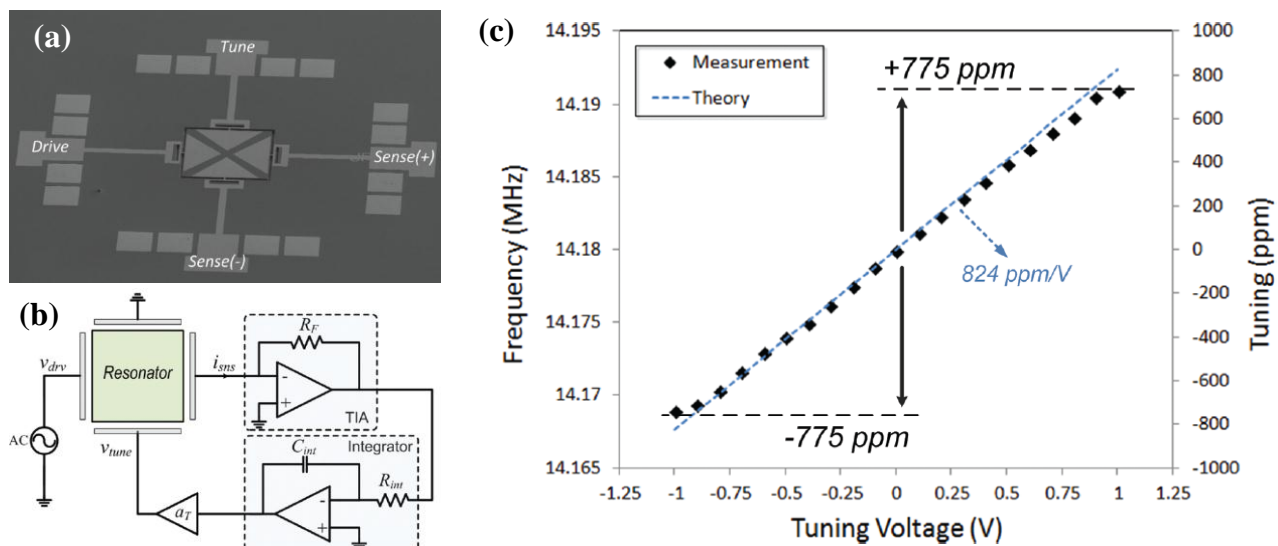 (a)
Tune
Drive
Sense(+)
Sense(-)
(b)
v_drv
AC
Resonator
i_sns
R_F
-
+
TIA
v_tune
C_int
Integrator
R_int
-
+
a_T
(c)
Frequency (MHz)
14.195
14.19
14.185
14.18
14.175
14.17
14.165
Measurement
Theory
+775 ppm
824 ppm/V
-775 ppm
-1.25 -1 -0.75 -0.5 -0.25 0 0.25 0.5 0.75 1 1.25
Tuning Voltage (V)
1000
800
600
400
200
0
-200
-400
-600
-800
-1000
Tuning (ppm)